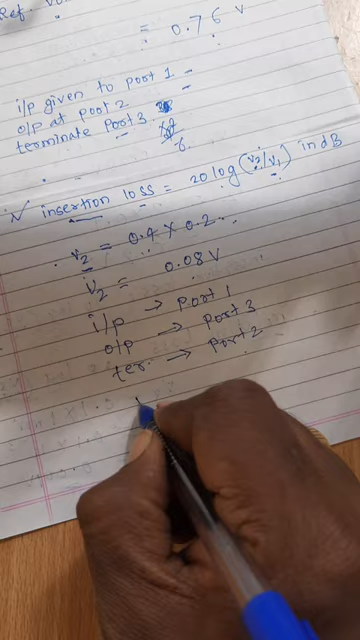 Ref.
= 0.76 V
i/p given to port 1 -
o/p at port 2 -
terminate port 3
✓ insertion loss = 20 log (V2/V1) in dB
V2 = 0.4 X 0.2
V2 = 0.08 V
i/p → port 1
o/p → port 3
ter. → port 2